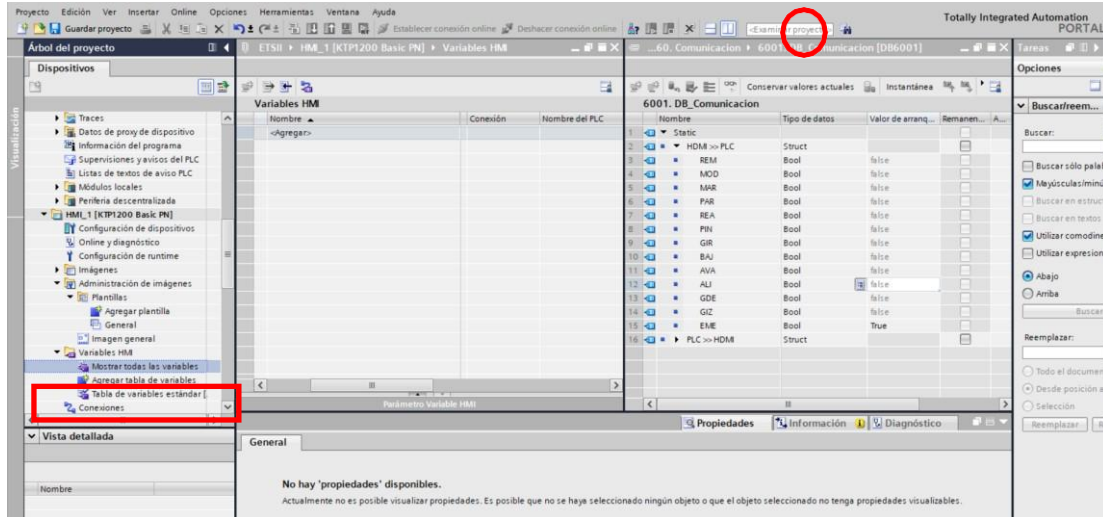 Proyecto Edición Ver Insertar Online Opciones Herramientas Ventana Ayuda
Totally Integrated Automation
PORTAL
Guardar proyecto Establecer conexión online Deshacer conexión online <Examinar proyecto>
Árbol del proyecto
ETSII HMI_1 [KTP1200 Basic PN] Variables HMI
...60. Comunicacion 6001. DB_Comunicacion [DB6001]
Tareas
Dispositivos
Opciones
Visualización
Conservar valores actuales Instantánea
Variables HMI
6001. DB_Comunicacion
Buscar/reem...
Nombre Conexión Nombre del PLC
<Agregar>
Nombre Tipo de datos Valor de arranq... Remanen... A...
1 Static
2 HDMI >> PLC Struct
3 REM Bool false
4 MOD Bool false
5 MAR Bool false
6 PAR Bool false
7 REA Bool false
8 PIN Bool false
9 GIR Bool false
10 BAJ Bool false
11 AVA Bool false
12 ALI Bool false
13 GDE Bool false
14 GIZ Bool false
15 EME Bool True
16 PLC >> HDMI Struct
Traces
Datos de proxy de dispositivo
Información del programa
Supervisiones y avisos del PLC
Listas de textos de aviso PLC
Módulos locales
Periferia descentralizada
HMI_1 [KTP1200 Basic PN]
Configuración de dispositivos
Online y diagnóstico
Configuración de runtime
Imágenes
Administración de imágenes
Plantillas
Agregar plantilla
General
Imagen general
Variables HMI
Mostrar todas las variables
Agregar tabla de variables
Tabla de variables estándar [
Conexiones
Buscar:
Buscar sólo pala
Mayúsculas/minú
Buscar en estruc
Buscar en textos
Utilizar comodine
Utilizar expresion
Abajo
Arriba
Buscar
Reemplazar:
Todo el documen
Desde posición a
Selección
Reemplazar R
Parámetro Variable HMI
Propiedades Información Diagnóstico
Vista detallada
Nombre
General
No hay 'propiedades' disponibles.
Actualmente no es posible visualizar propiedades. Es posible que no se haya seleccionado ningún objeto o que el objeto seleccionado no tenga propiedades visualizables.